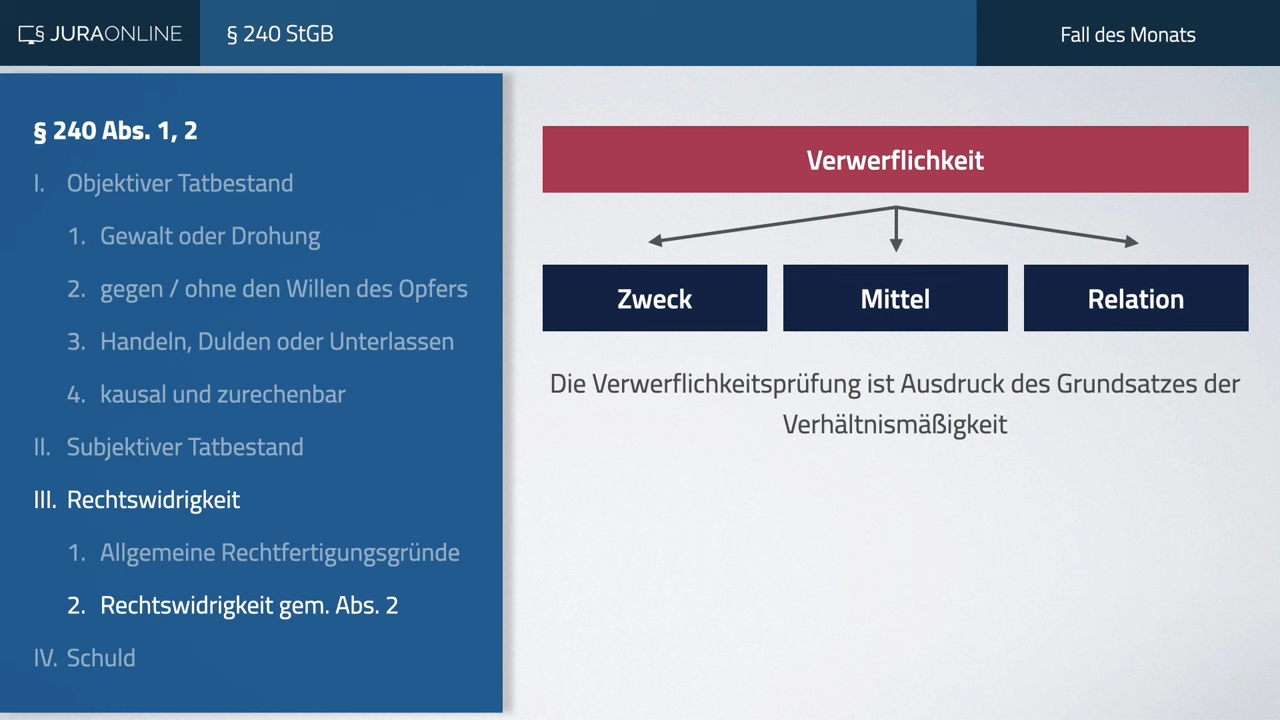 § JURAONLINE
§ 240 StGB
Fall des Monats
§ 240 Abs. 1, 2
I. Objektiver Tatbestand
1. Gewalt oder Drohung
2. gegen / ohne den Willen des Opfers
3. Handeln, Dulden oder Unterlassen
4. kausal und zurechenbar
II. Subjektiver Tatbestand
III. Rechtswidrigkeit
1. Allgemeine Rechtfertigungsgründe
2. Rechtswidrigkeit gem. Abs. 2
IV. Schuld
Verwerflichkeit
Zweck
Mittel
Relation
Die Verwerflichkeitsprüfung ist Ausdruck des Grundsatzes der
Verhältnismäßigkeit